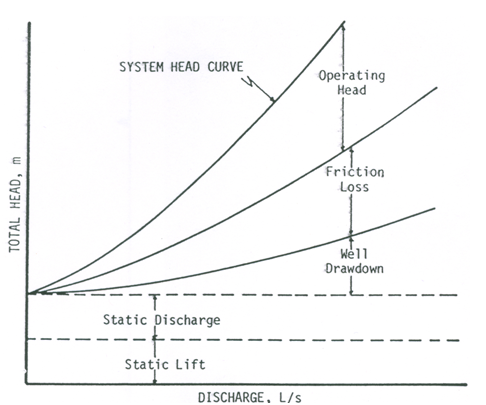 SYSTEM HEAD CURVE
Operating
Head
Friction
Loss
Well
Drawdown
Static Discharge
Static Lift
TOTAL HEAD, m
DISCHARGE, L/s